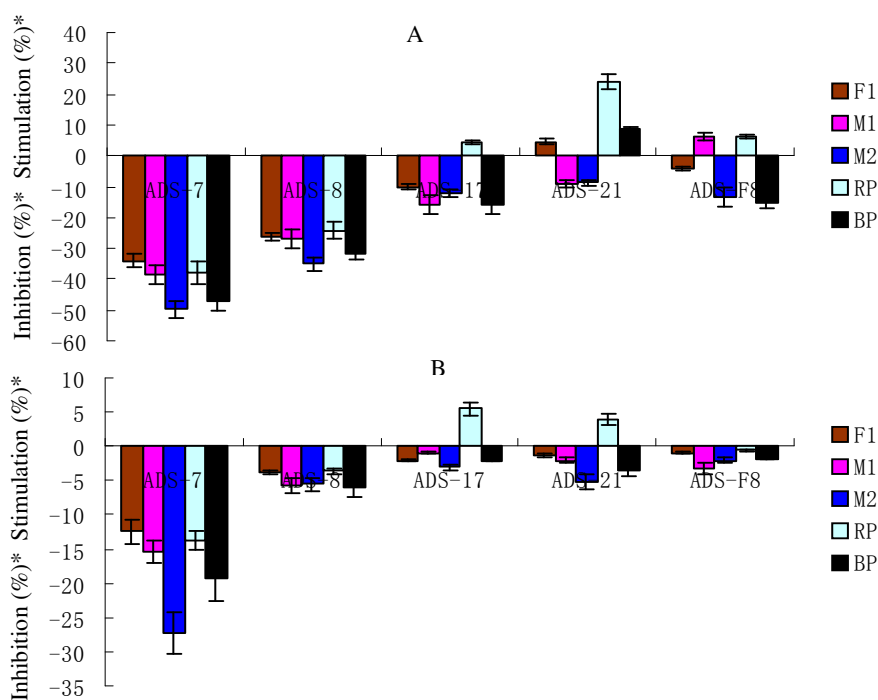 A
Inhibition (%)* Stimulation (%)*
40
30
20
10
0
-10
-20
-30
-40
-50
-60
ADS-7 ADS-8 ADS-17 ADS-21 ADS-F8
F1
M1
M2
RP
BP
B
Inhibition (%)* Stimulation (%)*
10
5
0
-5
-10
-15
-20
-25
-30
-35
ADS-7 ADS-8 ADS-17 ADS-21 ADS-F8
F1
M1
M2
RP
BP